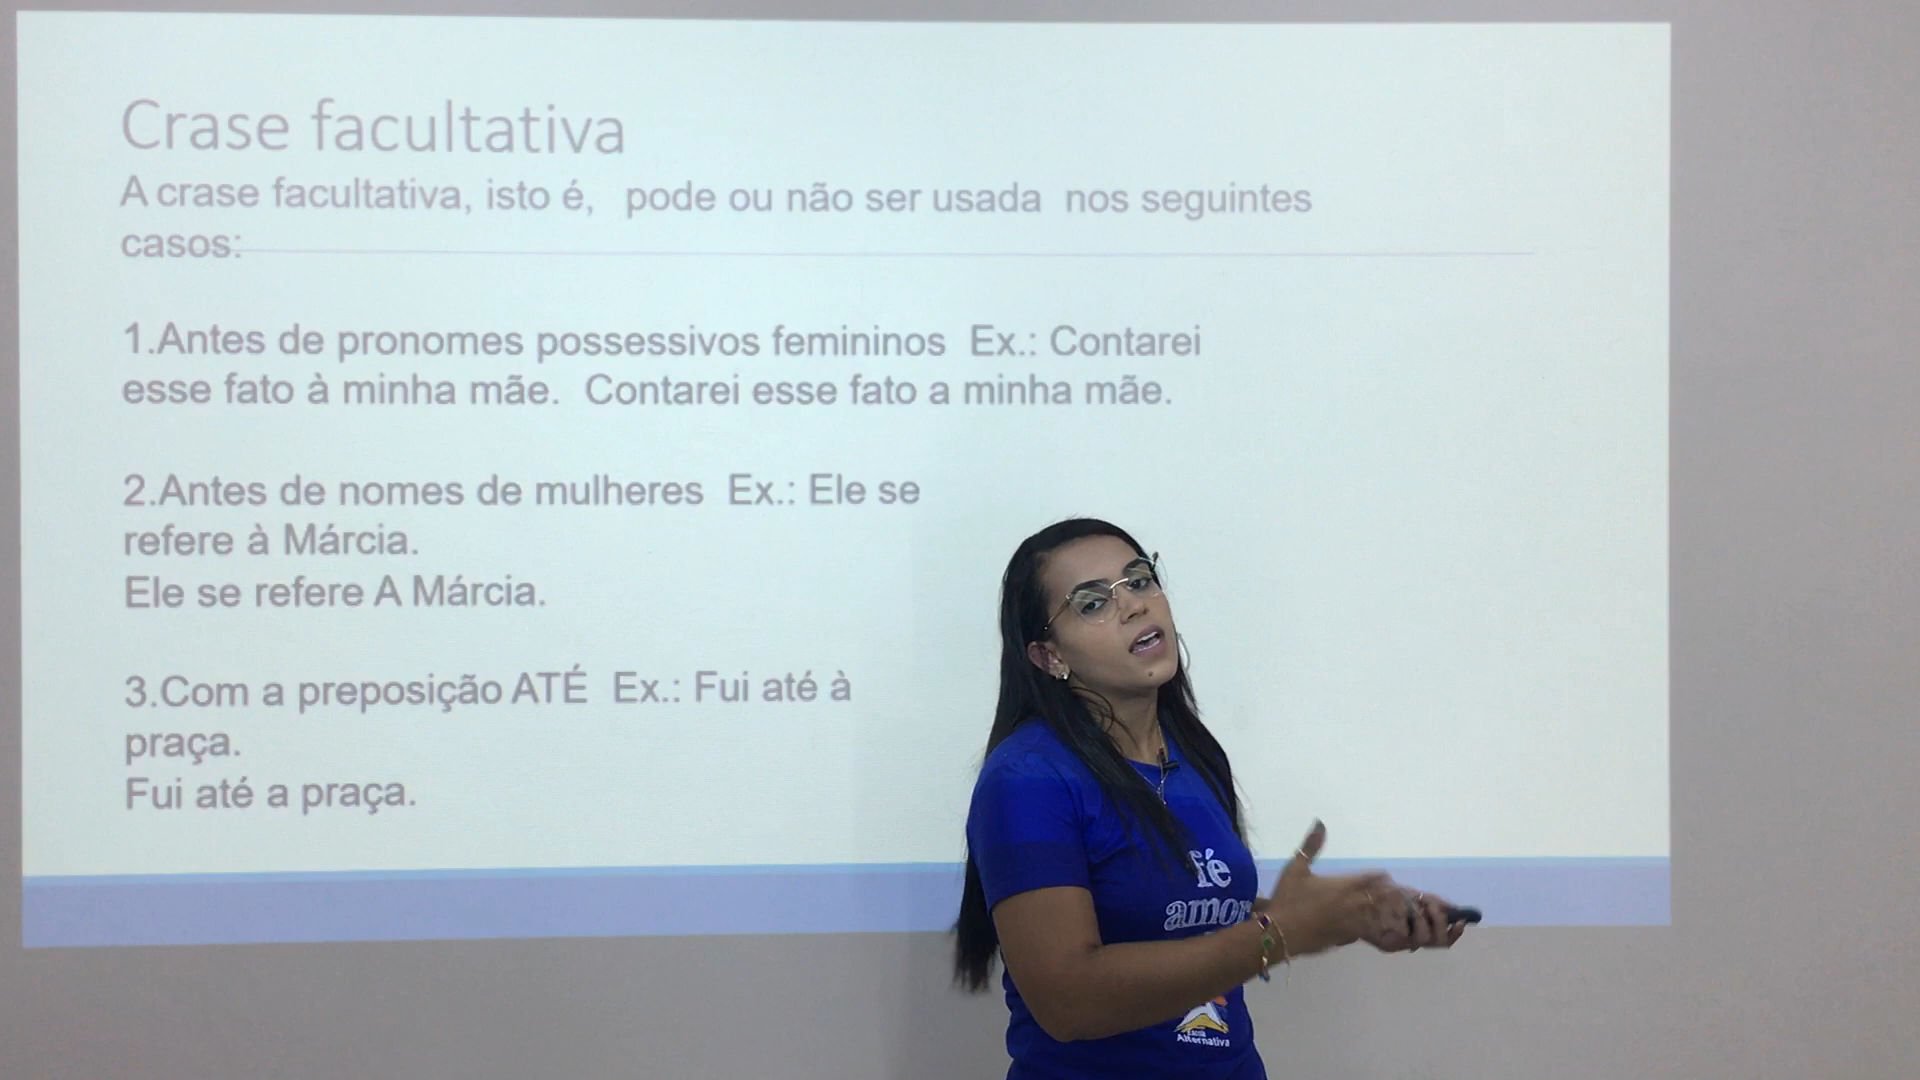 Crase facultativa
A crase facultativa, isto é, pode ou não ser usada nos seguintes
casos:
1.Antes de pronomes possessivos femininos Ex.: Contarei
esse fato à minha mãe. Contarei esse fato a minha mãe.
2.Antes de nomes de mulheres Ex.: Ele se
refere à Márcia.
Ele se refere A Márcia.
3.Com a preposição ATÉ Ex.: Fui até à
praça.
Fui até a praça.
fé
amor
Escola
Alternativa